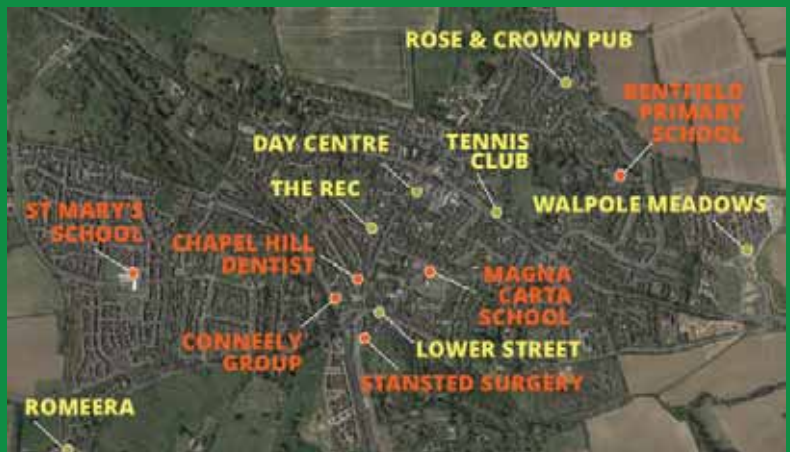 ROSE & CROWN PUB
BENTFIELD
PRIMARY
SCHOOL
DAY CENTRE
TENNIS
CLUB
THE REC
WALPOLE MEADOWS
ST MARY'S
SCHOOL
CHAPEL HILL
DENTIST
MAGNA
CARTA
SCHOOL
CONNEELY
GROUP
LOWER STREET
STANSTED SURGERY
ROMEERA